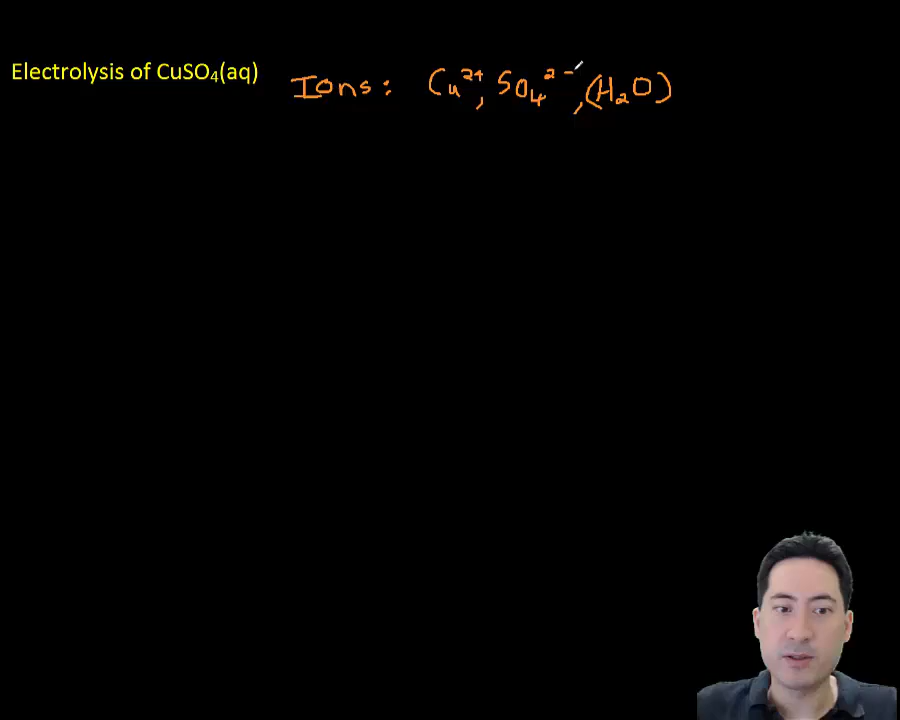 Electrolysis of CuSO₄(aq) Ions: Cu²⁺, SO₄²⁻, (H₂O)